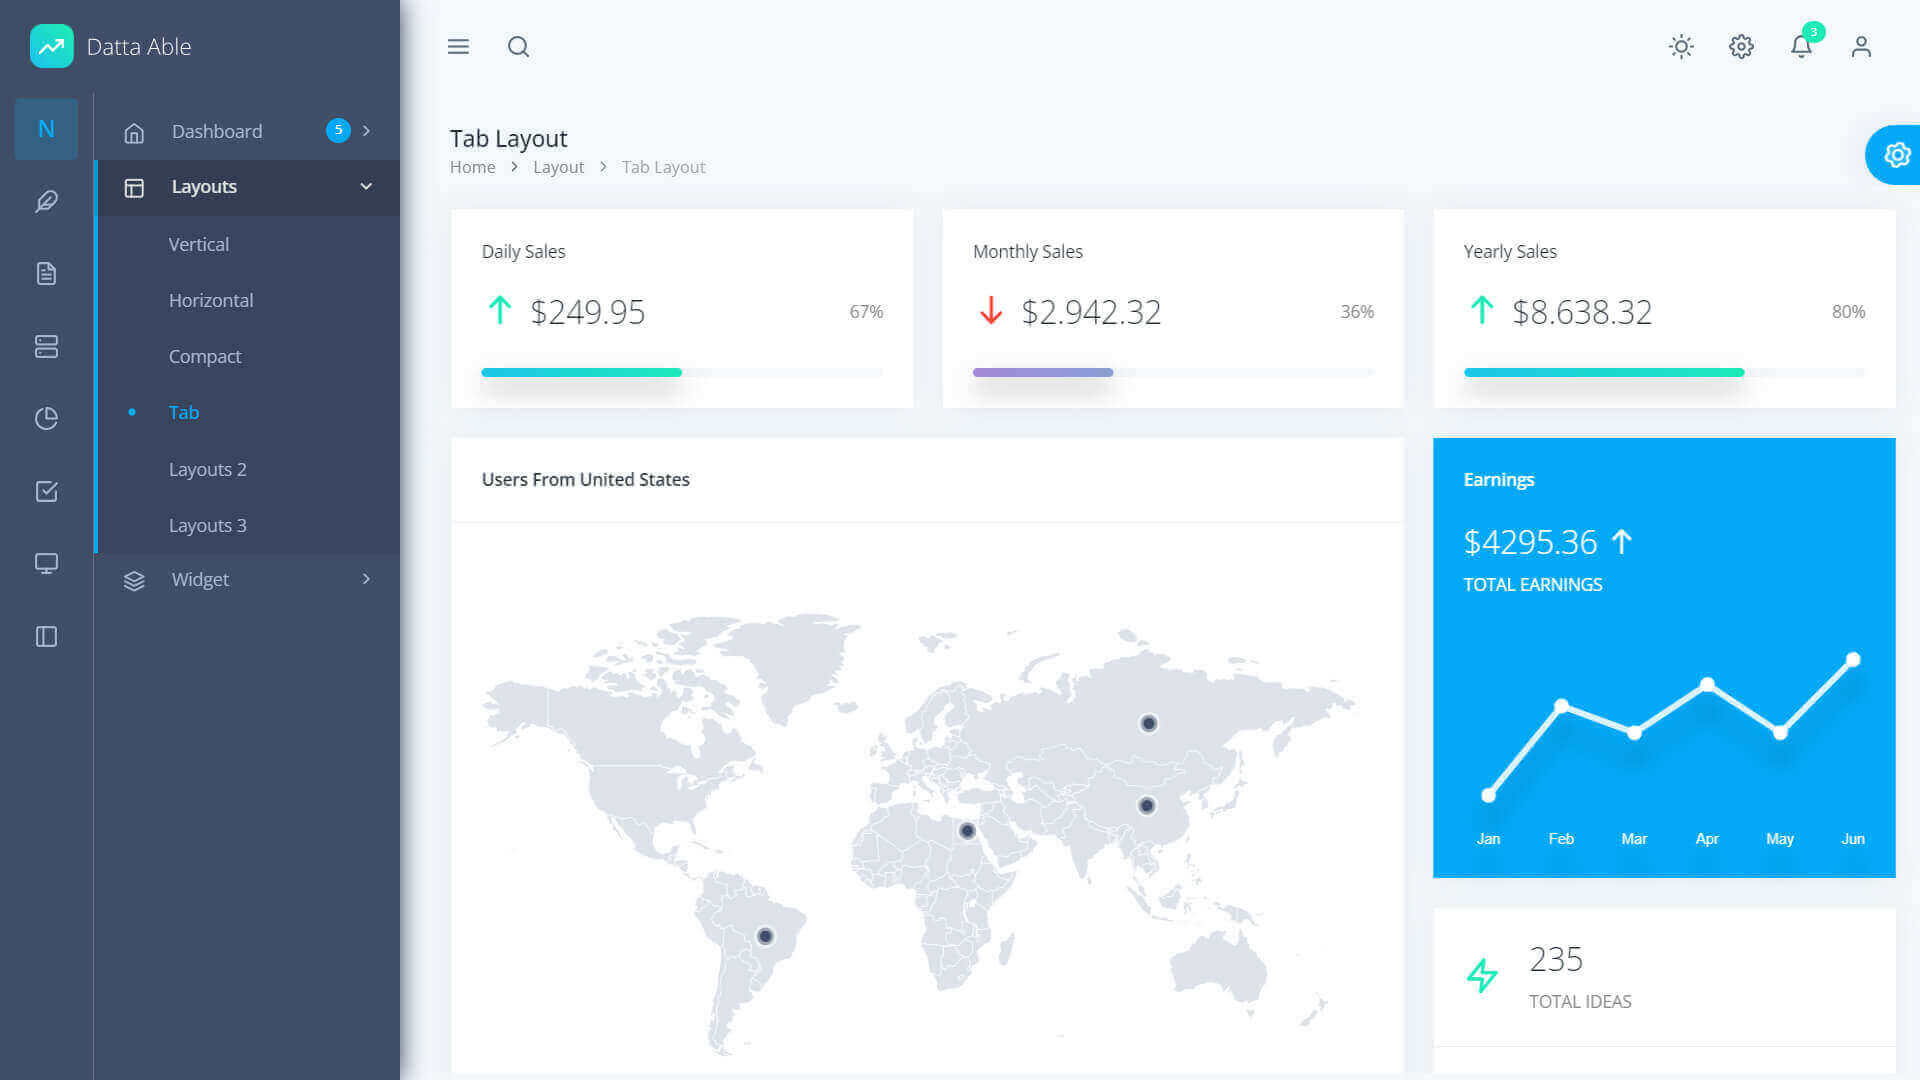 Datta Able
3
N
Dashboard
5
Layouts
Vertical
Horizontal
Compact
Tab
Layouts 2
Layouts 3
Widget
Tab Layout
Home > Layout > Tab Layout
Daily Sales
$249.95
67%
Monthly Sales
$2.942.32
36%
Yearly Sales
$8.638.32
80%
Users From United States
Earnings
$4295.36
TOTAL EARNINGS
Jan Feb Mar Apr May Jun
235
TOTAL IDEAS